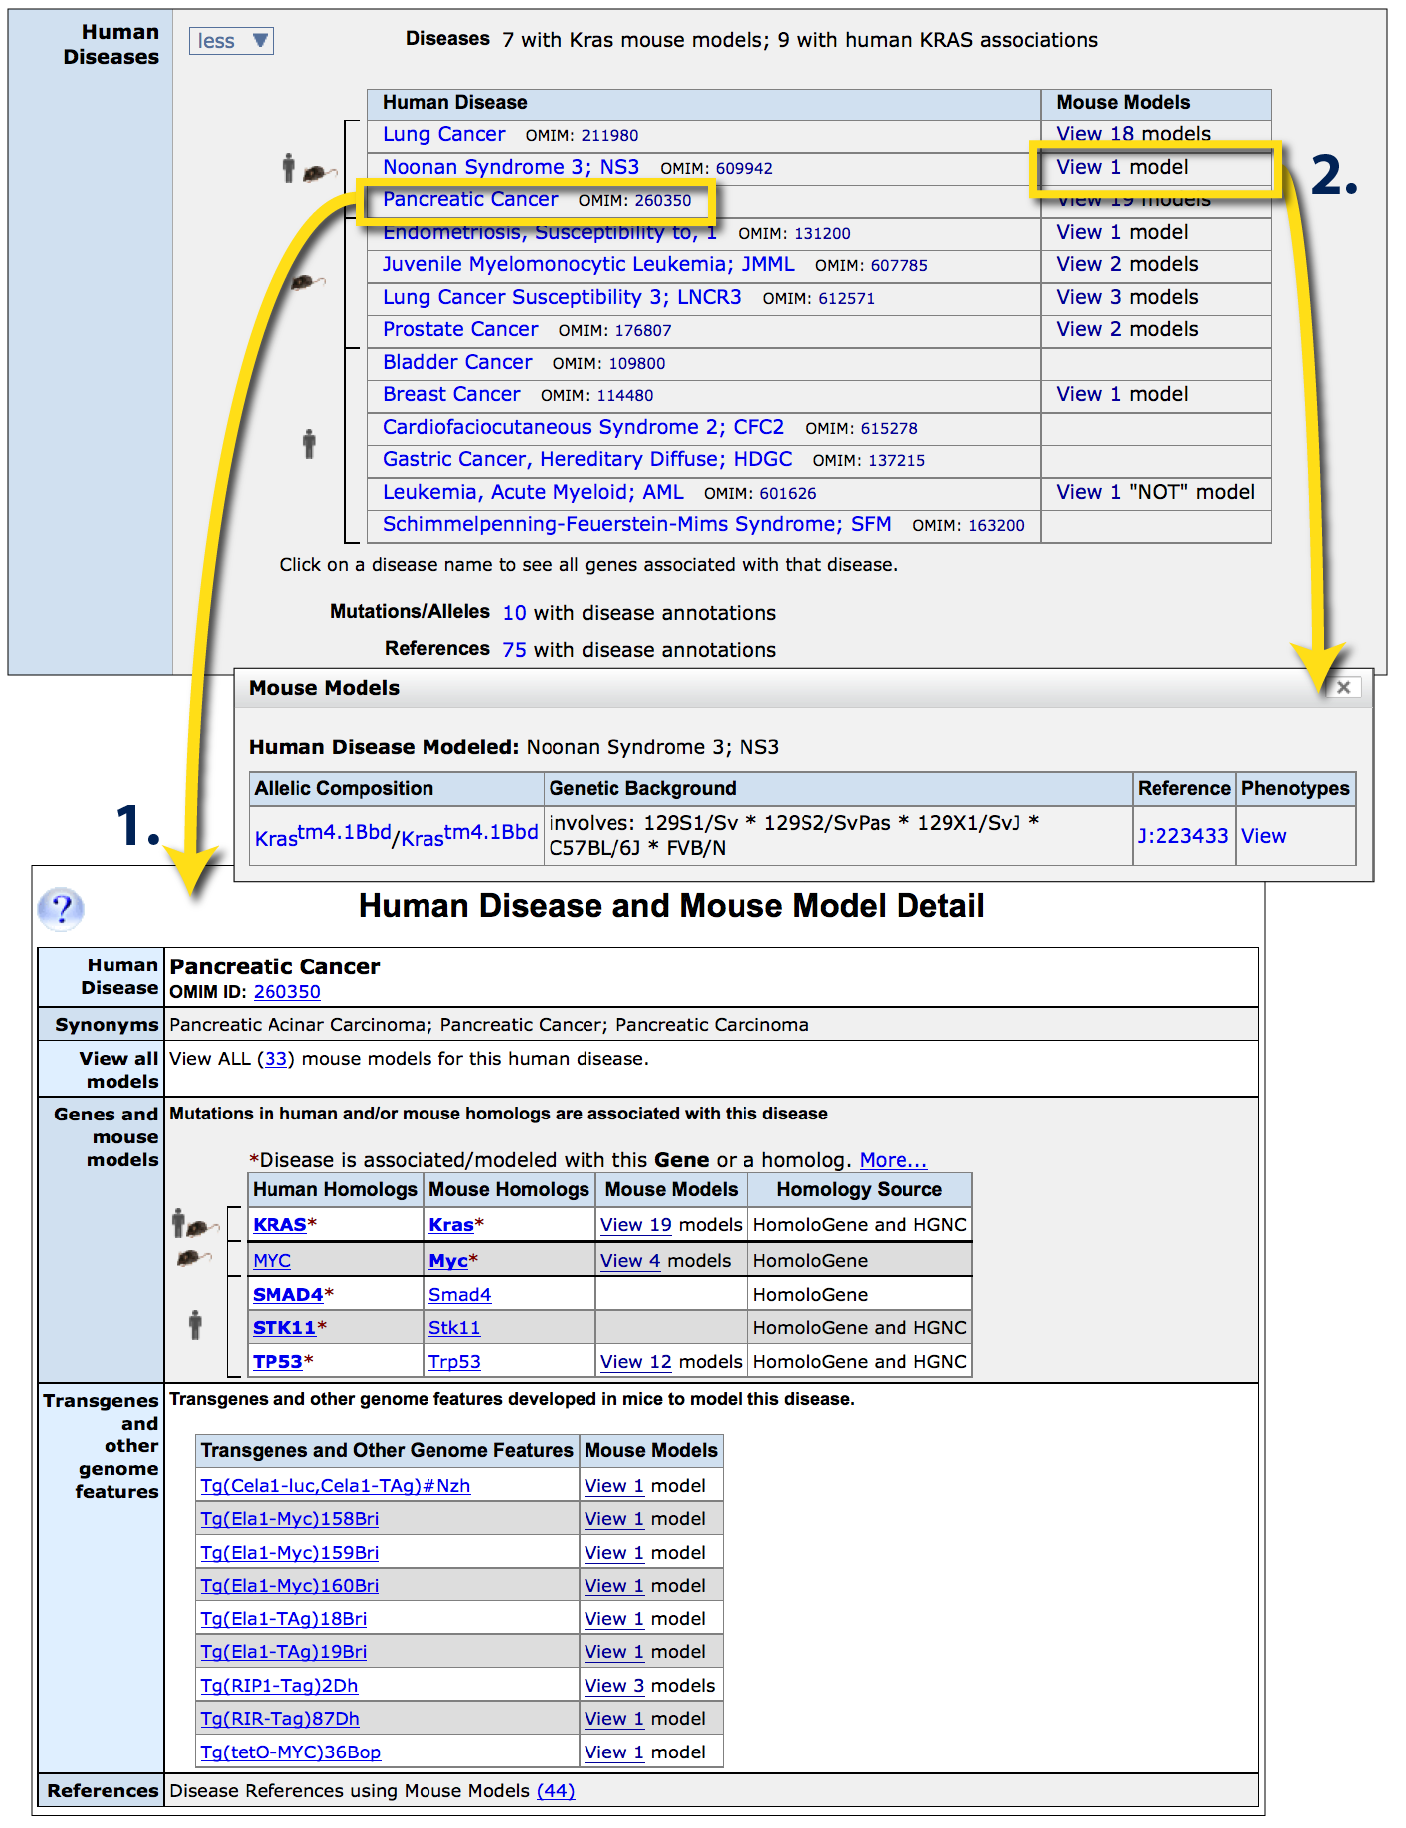 Human Diseases
less ▼
Diseases 7 with Kras mouse models; 9 with human KRAS associations
Human Disease Mouse Models
Lung Cancer OMIM: 211980 View 18 models
Noonan Syndrome 3; NS3 OMIM: 609942 View 1 model
2.
Pancreatic Cancer OMIM: 260350 View 19 models
Endometriosis, Susceptibility to, 1 OMIM: 131200 View 1 model
Juvenile Myelomonocytic Leukemia; JMML OMIM: 607785 View 2 models
Lung Cancer Susceptibility 3; LNCR3 OMIM: 612571 View 3 models
Prostate Cancer OMIM: 176807 View 2 models
Bladder Cancer OMIM: 109800
Breast Cancer OMIM: 114480 View 1 model
Cardiofaciocutaneous Syndrome 2; CFC2 OMIM: 615278
Gastric Cancer, Hereditary Diffuse; HDGC OMIM: 137215
Leukemia, Acute Myeloid; AML OMIM: 601626 View 1 "NOT" model
Schimmelpenning-Feuerstein-Mims Syndrome; SFM OMIM: 163200
Click on a disease name to see all genes associated with that disease.
Mutations/Alleles 10 with disease annotations
References 75 with disease annotations
Mouse Models
Human Disease Modeled: Noonan Syndrome 3; NS3
Allelic Composition Genetic Background Reference Phenotypes
Krastm4.1Bbd/Krastm4.1Bbd involves: 129S1/Sv * 129S2/SvPas * 129X1/SvJ * C57BL/6J * FVB/N J:223433 View
1.
?
Human Disease and Mouse Model Detail
Human Disease
Pancreatic Cancer
OMIM ID: 260350
Synonyms Pancreatic Acinar Carcinoma; Pancreatic Cancer; Pancreatic Carcinoma
View all models View ALL (33) mouse models for this human disease.
Genes and mouse models Mutations in human and/or mouse homologs are associated with this disease
*Disease is associated/modeled with this Gene or a homolog. More...
Human Homologs Mouse Homologs Mouse Models Homology Source
KRAS* Kras* View 19 models HomoloGene and HGNC
MYC Myc* View 4 models HomoloGene
SMAD4* Smad4 HomoloGene
STK11* Stk11 HomoloGene and HGNC
TP53* Trp53 View 12 models HomoloGene and HGNC
Transgenes and other genome features Transgenes and other genome features developed in mice to model this disease.
Transgenes and Other Genome Features Mouse Models
Tg(Cela1-luc,Cela1-TAg)#Nzh View 1 model
Tg(Ela1-Myc)158Bri View 1 model
Tg(Ela1-Myc)159Bri View 1 model
Tg(Ela1-Myc)160Bri View 1 model
Tg(Ela1-TAg)18Bri View 1 model
Tg(Ela1-TAg)19Bri View 1 model
Tg(RIP1-Tag)2Dh View 3 models
Tg(RIR-Tag)87Dh View 1 model
Tg(tetO-MYC)36Bop View 1 model
References Disease References using Mouse Models (44)